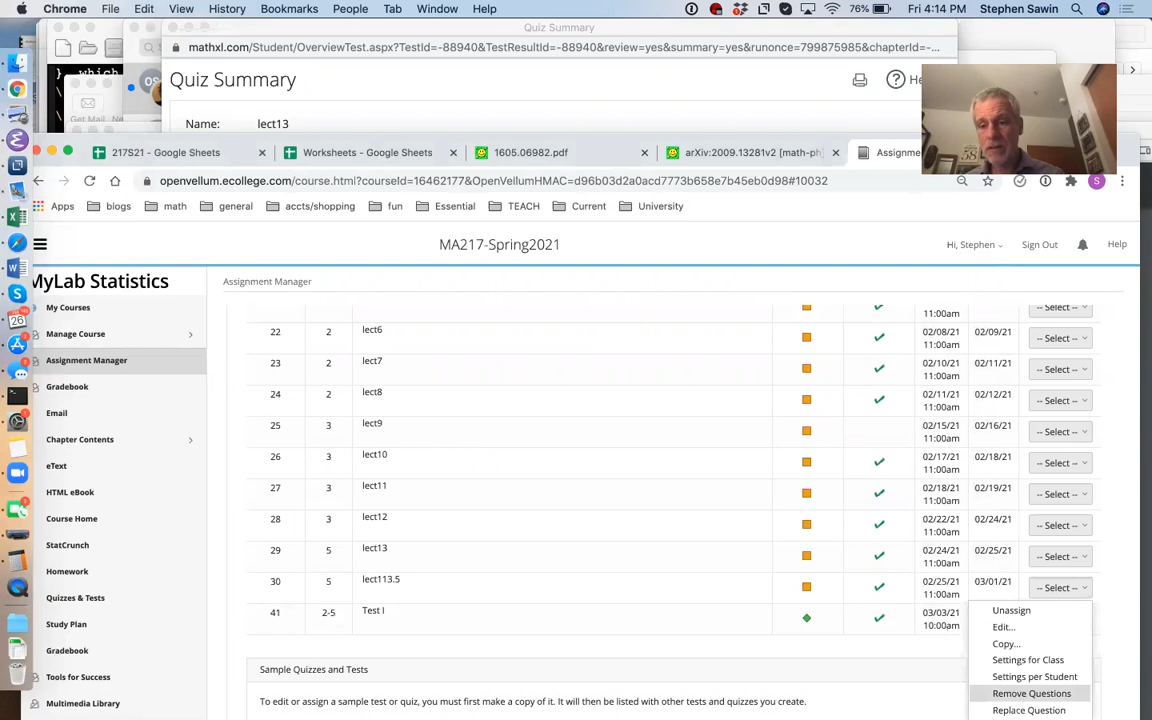 Chrome File Edit View History Bookmarks People Tab Window Help 76% Fri 4:14 PM Stephen Sawin
Quiz Summary
mathxl.com/Student/OverviewTest.aspx?TestId=-88940&TestResultId=-88940&review=yes&summary=yes&runonce=799875985&chapterId=-...
}, which
Quiz Summary
OS
He
Get Mail
Name: lect13
217S21 - Google Sheets Worksheets - Google Sheets 1605.06982.pdf arXiv:2009.13281v2 [math-ph] Assignme
openvellum.ecollege.com/course.html?courseId=16462177&OpenVellumHMAC=d96b03d2a0acd7773b658e7b45eb0d98#10032
Apps blogs math general accts/shopping fun Essential TEACH Current University
MA217-Spring2021 Hi, Stephen Sign Out Help
MyLab Statistics
Assignment Manager
My Courses
Manage Course
Assignment Manager
Gradebook
Email
Chapter Contents
eText
HTML eBook
Course Home
StatCrunch
Homework
Quizzes & Tests
Study Plan
Gradebook
Tools for Success
Multimedia Library
11:00am -- Select --
22 2 lect6 02/08/21 11:00am 02/09/21 -- Select --
23 2 lect7 02/10/21 11:00am 02/11/21 -- Select --
24 2 lect8 02/11/21 11:00am 02/12/21 -- Select --
25 3 lect9 02/15/21 11:00am 02/16/21 -- Select --
26 3 lect10 02/17/21 11:00am 02/18/21 -- Select --
27 3 lect11 02/18/21 11:00am 02/19/21 -- Select --
28 3 lect12 02/22/21 11:00am 02/24/21 -- Select --
29 5 lect13 02/24/21 11:00am 02/25/21 -- Select --
30 5 lect113.5 02/25/21 11:00am 03/01/21 -- Select --
41 2-5 Test I 03/03/21 10:00am
Unassign
Edit...
Copy...
Settings for Class
Settings per Student
Remove Questions
Replace Question
Sample Quizzes and Tests
To edit or assign a sample test or quiz, you must first make a copy of it. It will then be listed with other tests and quizzes you create.